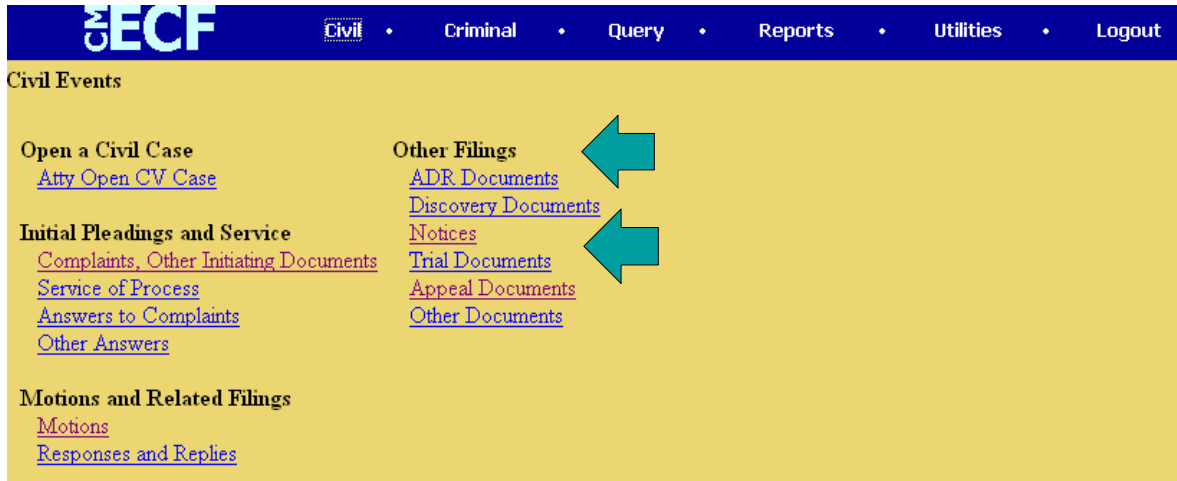 CM ECF Civil • Criminal • Query • Reports • Utilities • Logout
Civil Events
Open a Civil Case
Atty Open CV Case
Initial Pleadings and Service
Complaints, Other Initiating Documents
Service of Process
Answers to Complaints
Other Answers
Motions and Related Filings
Motions
Responses and Replies
Other Filings
ADR Documents
Discovery Documents
Notices
Trial Documents
Appeal Documents
Other Documents